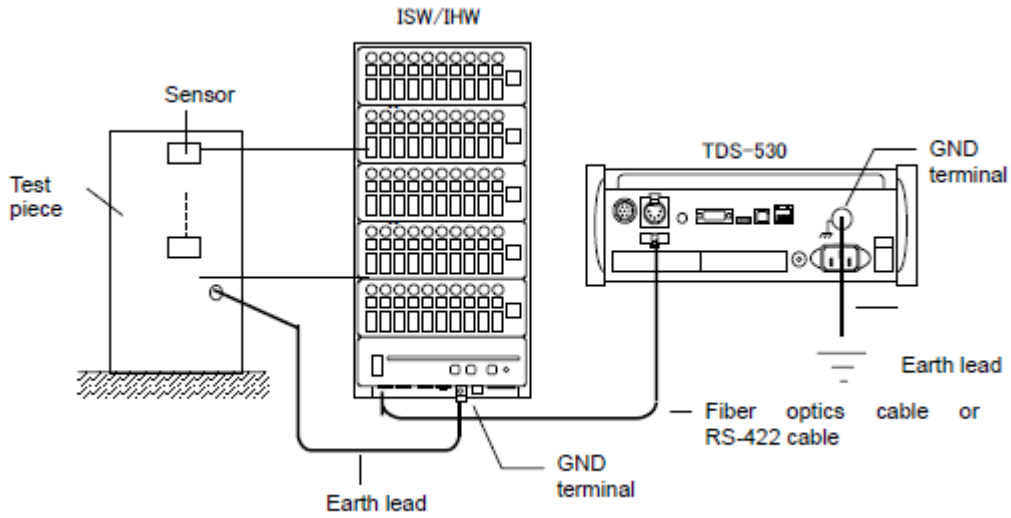 ISW/IHW
Sensor
Test
piece
TDS-530
GND
terminal
Earth lead
Fiber optics cable or
RS-422 cable
GND
terminal
Earth lead